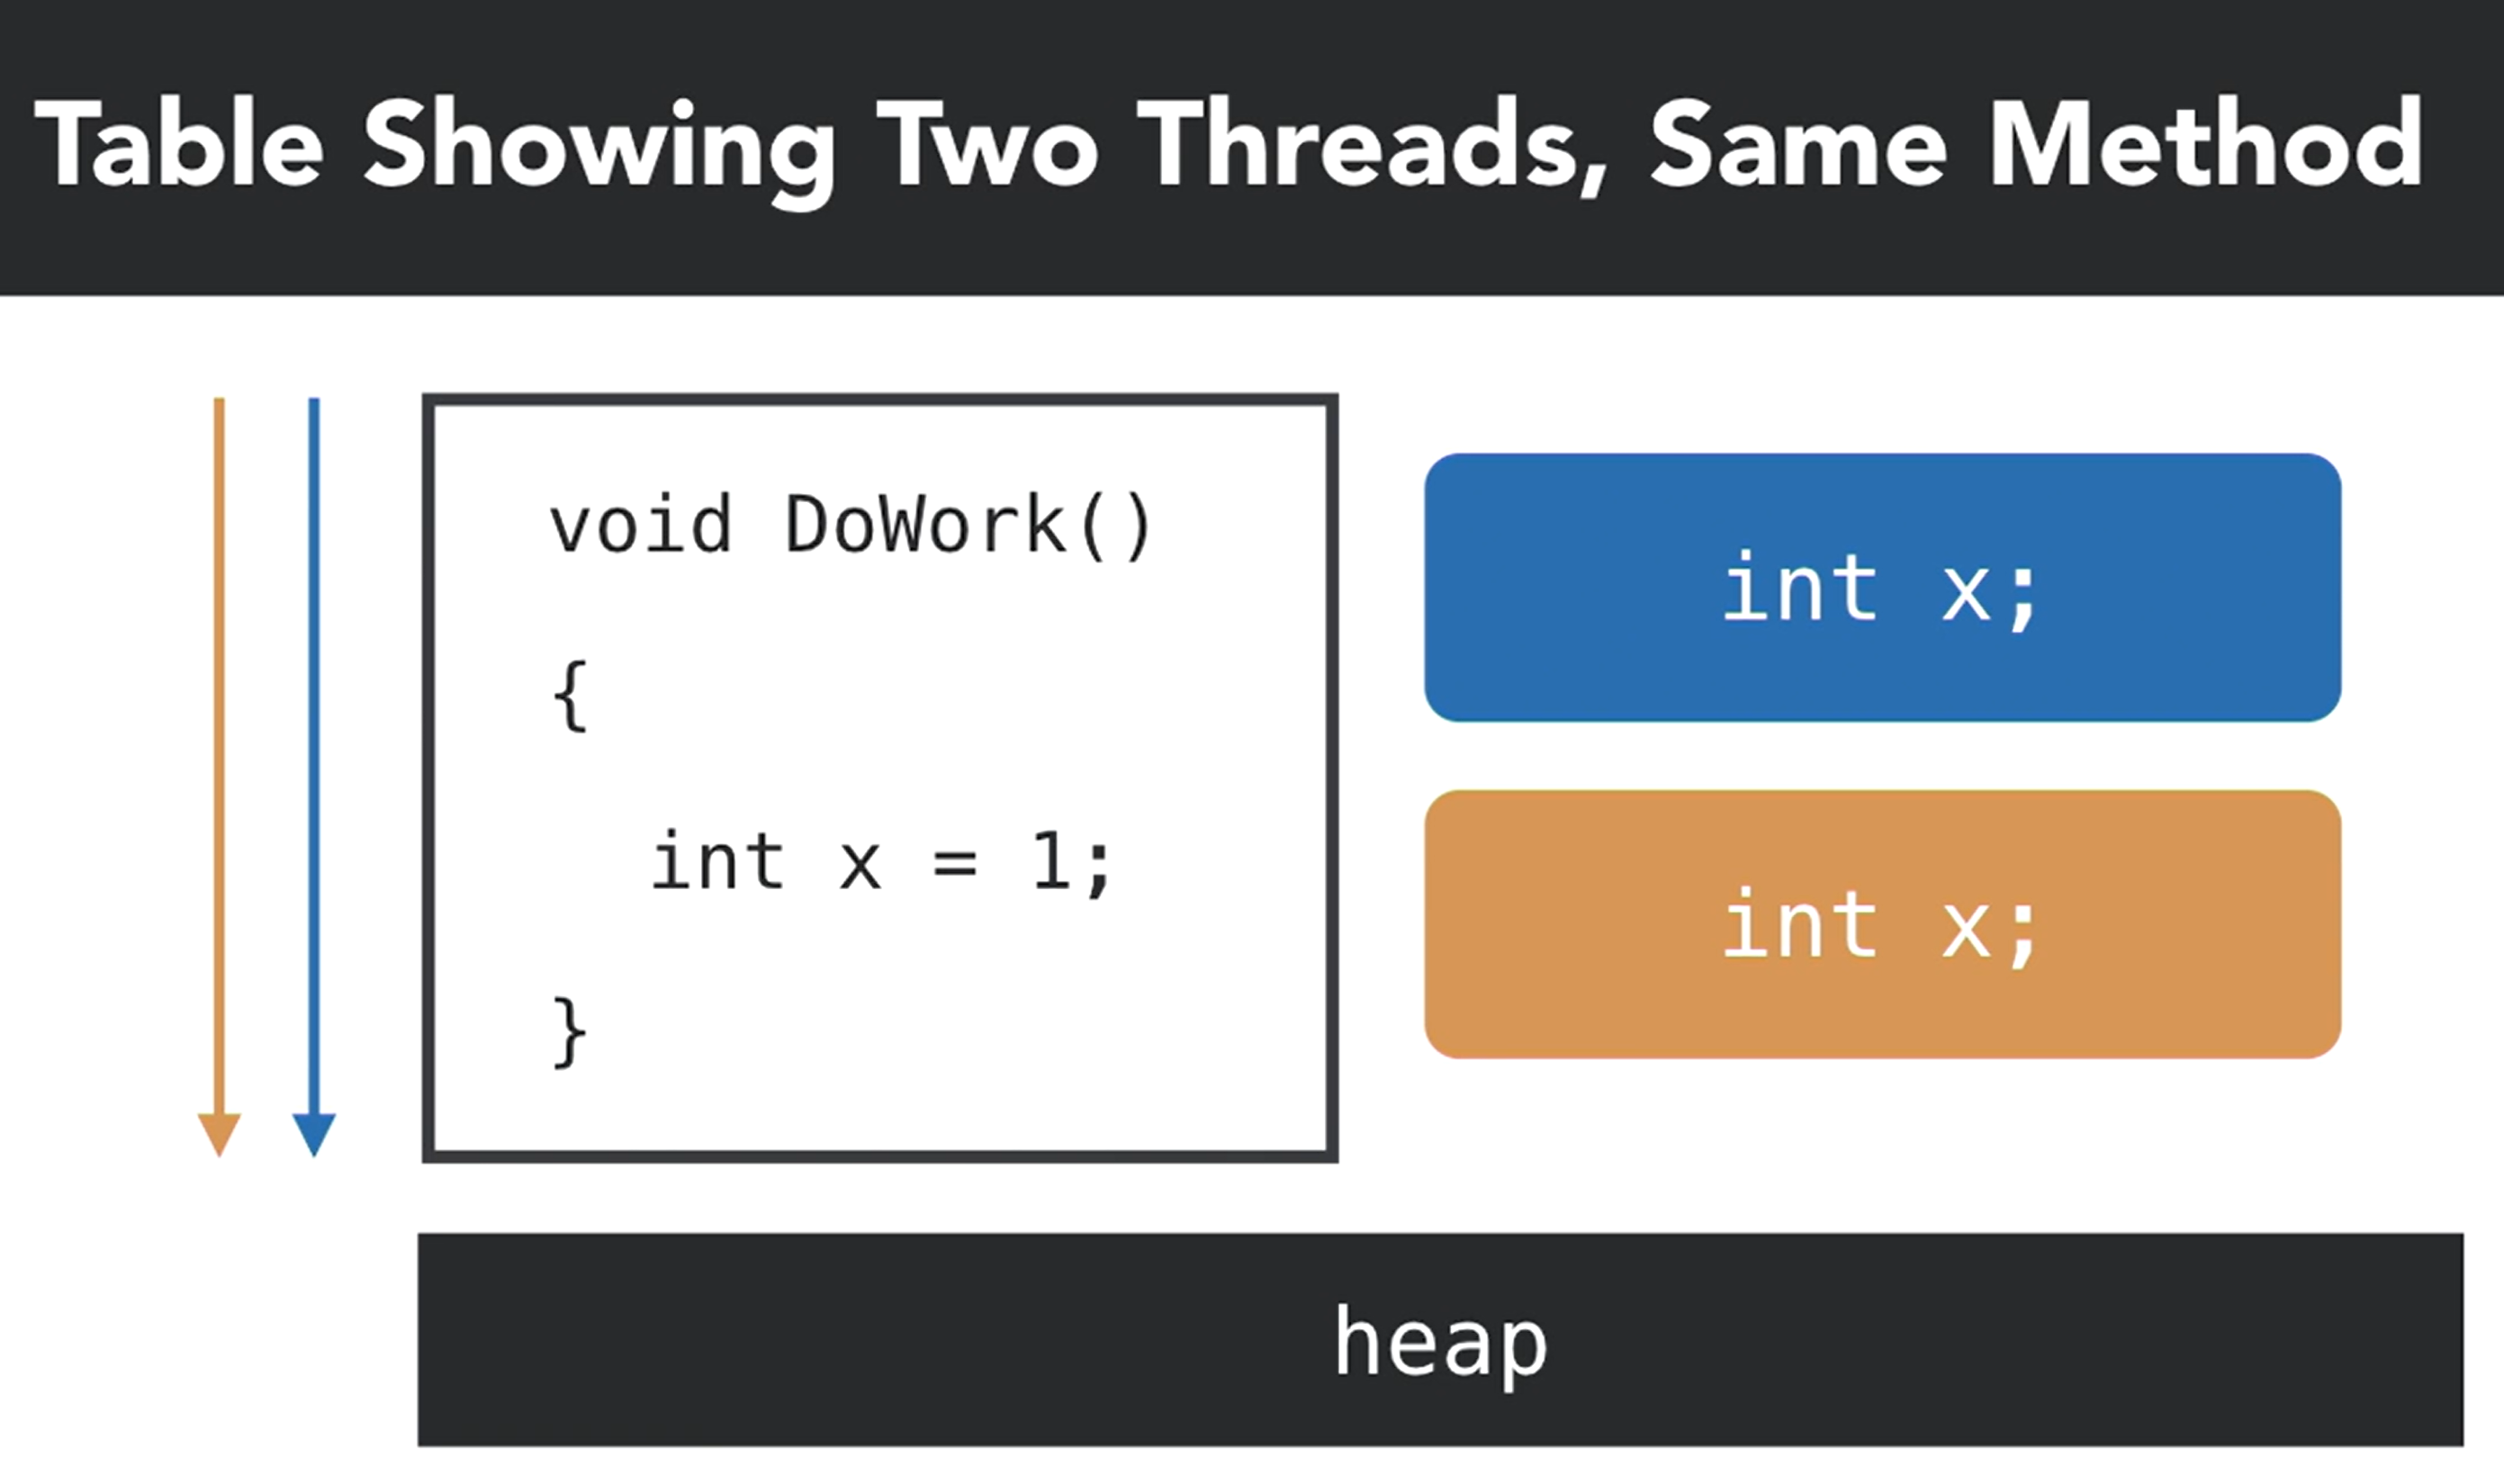 Table Showing Two Threads, Same Method
void DoWork()
{
int x = 1;
}
int x;
int x;
heap